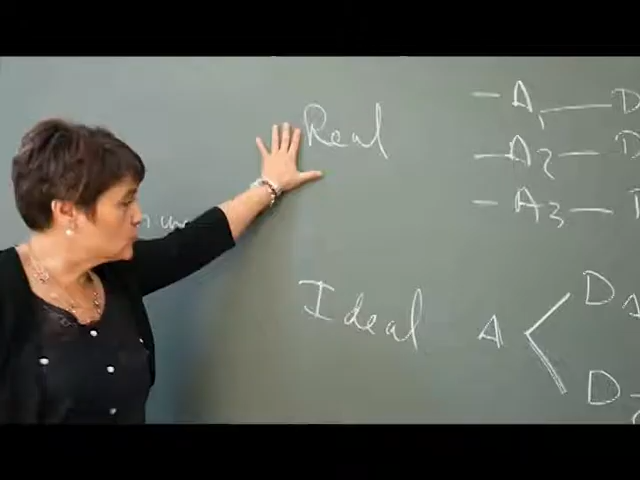 Real
– A1 — D
– A2 — D
– A3 —
Ideal A < D1
D2